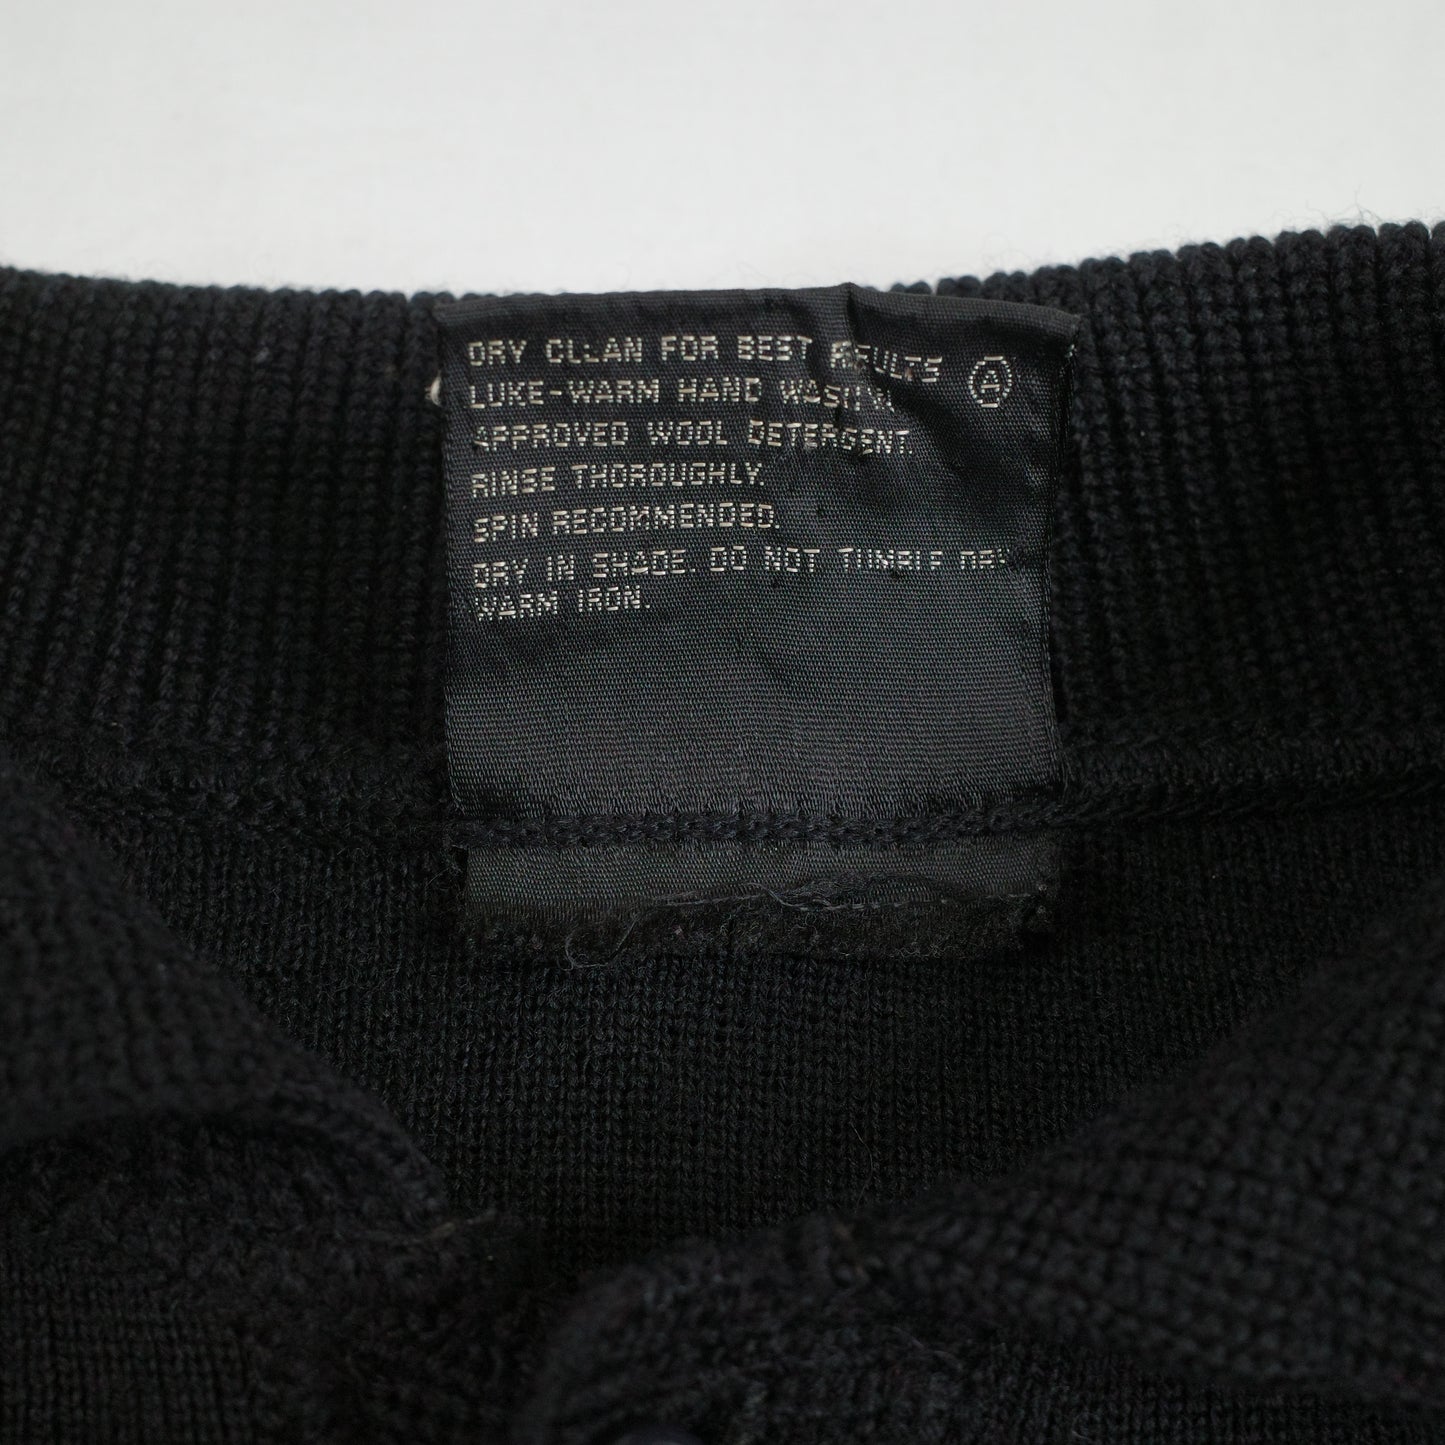 DRY CLEAN FOR BEST RESULTS Ⓐ
LUKE-WARM HAND WASH
APPROVED WOOL DETERGENT.
RINSE THOROUGHLY.
SPIN RECOMMENDED.
DRY IN SHADE. DO NOT TUMBLE DRY
WARM IRON.